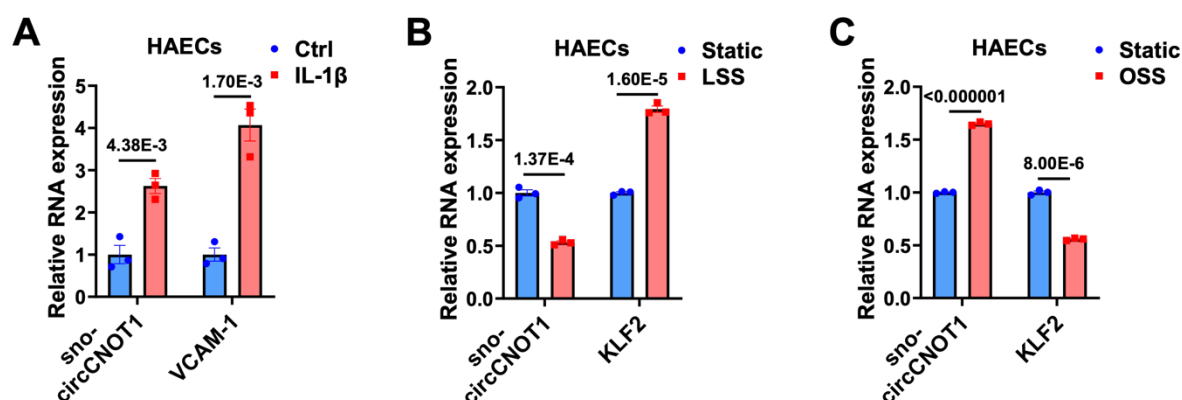 A
HAECs
Ctrl
IL-1β
Relative RNA expression
5
4
3
2
1
0
4.38E-3
1.70E-3
sno-
circCNOT1
VCAM-1
B
HAECs
Static
LSS
Relative RNA expression
2.0
1.5
1.0
0.5
0.0
1.37E-4
1.60E-5
sno-
circCNOT1
KLF2
C
HAECs
Static
OSS
Relative RNA expression
2.0
1.5
1.0
0.5
0.0
<0.000001
8.00E-6
sno-
circCNOT1
KLF2